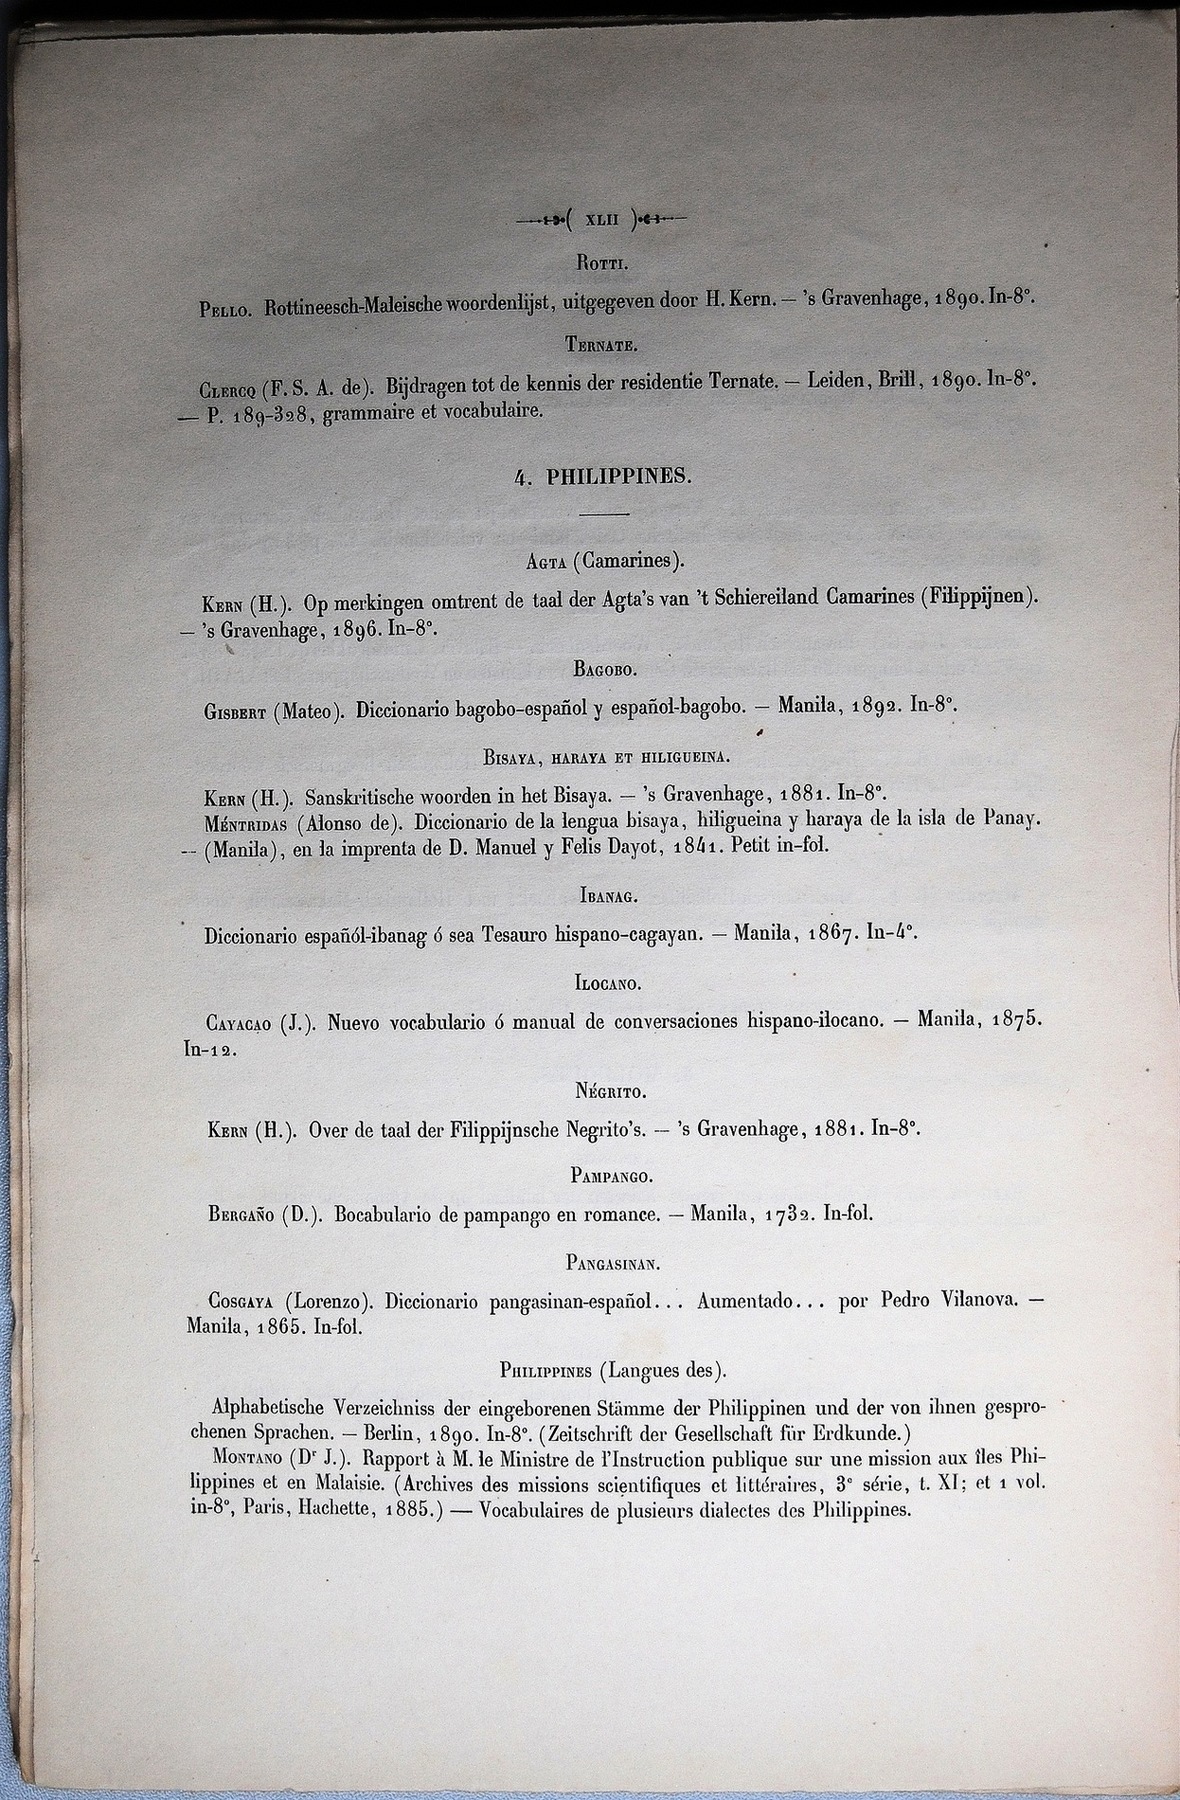 ( XLII )
Rotti.
Pello. Rottineesch-Maleische woordenlijst, uitgegeven door H. Kern. — 's Gravenhage, 1890. In-8°.
Ternate.
Clercq (F. S. A. de). Bijdragen tot de kennis der residentie Ternate. — Leiden, Brill, 1890. In-8°.
— P. 189-328, grammaire et vocabulaire.
4. PHILIPPINES.
Agta (Camarines).
Kern (H.). Op merkingen omtrent de taal der Agta's van 't Schiereiland Camarines (Filippijnen).
— 's Gravenhage, 1896. In-8°.
Bagobo.
Gisbert (Mateo). Diccionario bagobo-español y español-bagobo. — Manila, 1892. In-8°.
Bisaya, haraya et hiligueina.
Kern (H.). Sanskritische woorden in het Bisaya. — 's Gravenhage, 1881. In-8°.
Méntridas (Alonso de). Diccionario de la lengua bisaya, hiligueina y haraya de la isla de Panay.
— (Manila), en la imprenta de D. Manuel y Felis Dayot, 1841. Petit in-fol.
Ibanag.
Diccionario españól-ibanag ó sea Tesauro hispano-cagayan. — Manila, 1867. In-4°.
Ilocano.
Cayacao (J.). Nuevo vocabulario ó manual de conversaciones hispano-ilocano. — Manila, 1875.
In-12.
Négrito.
Kern (H.). Over de taal der Filippijnsche Negrito's. — 's Gravenhage, 1881. In-8°.
Pampango.
Bergaño (D.). Bocabulario de pampango en romance. — Manila, 1732. In-fol.
Pangasinan.
Cosgaya (Lorenzo). Diccionario pangasinan-español... Aumentado... por Pedro Vilanova. —
Manila, 1865. In-fol.
Philippines (Langues des).
Alphabetische Verzeichniss der eingeborenen Stämme der Philippinen und der von ihnen gespro-
chenen Sprachen. — Berlin, 1890. In-8°. (Zeitschrift der Gesellschaft für Erdkunde.)
Montano (Dr J.). Rapport à M. le Ministre de l'Instruction publique sur une mission aux îles Phi-
lippines et en Malaisie. (Archives des missions scientifiques et littéraires, 3e série, t. XI; et 1 vol.
in-8°, Paris, Hachette, 1885.) — Vocabulaires de plusieurs dialectes des Philippines.